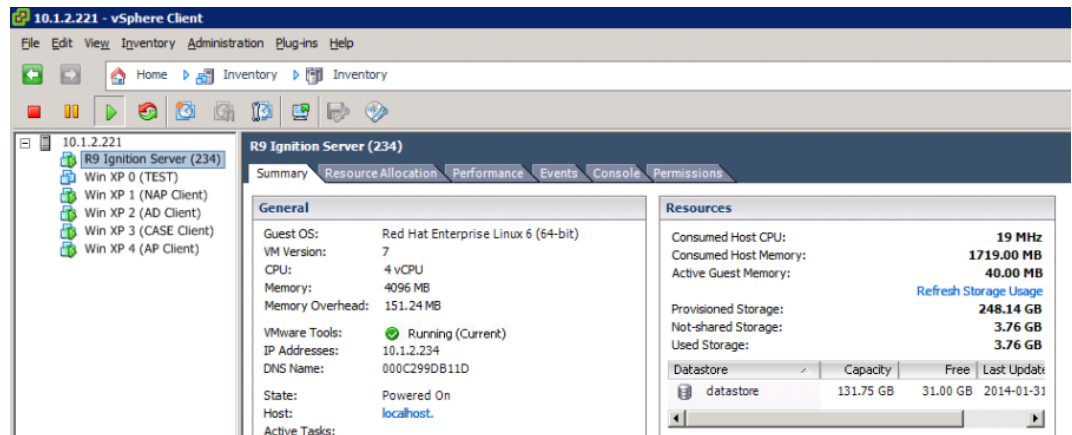 10.1.2.221 - vSphere Client
File Edit View Inventory Administration Plug-ins Help
Home Inventory Inventory
10.1.2.221
R9 Ignition Server (234)
Win XP 0 (TEST)
Win XP 1 (NAP Client)
Win XP 2 (AD Client)
Win XP 3 (CASE Client)
Win XP 4 (AP Client)
R9 Ignition Server (234)
Summary Resource Allocation Performance Events Console Permissions
General
Guest OS: Red Hat Enterprise Linux 6 (64-bit)
VM Version: 7
CPU: 4 vCPU
Memory: 4096 MB
Memory Overhead: 151.24 MB
VMware Tools: Running (Current)
IP Addresses: 10.1.2.234
DNS Name: 000C299DB11D
State: Powered On
Host: localhost.
Active Tasks:
Resources
Consumed Host CPU: 19 MHz
Consumed Host Memory: 1719.00 MB
Active Guest Memory: 40.00 MB
Refresh Storage Usage
Provisioned Storage: 248.14 GB
Not-shared Storage: 3.76 GB
Used Storage: 3.76 GB
Datastore Capacity Free Last Update
datastore 131.75 GB 31.00 GB 2014-01-31